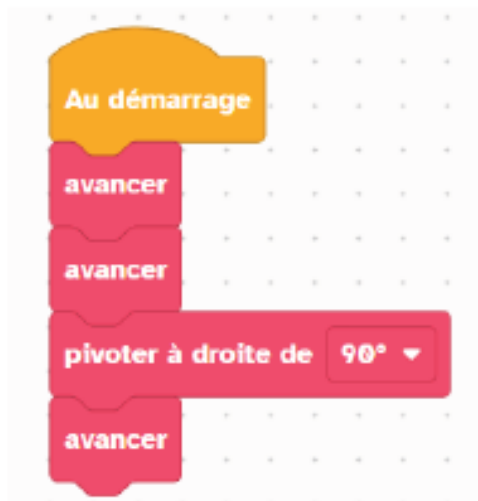 Au démarrage
avancer
avancer
pivoter à droite de 90°
avancer